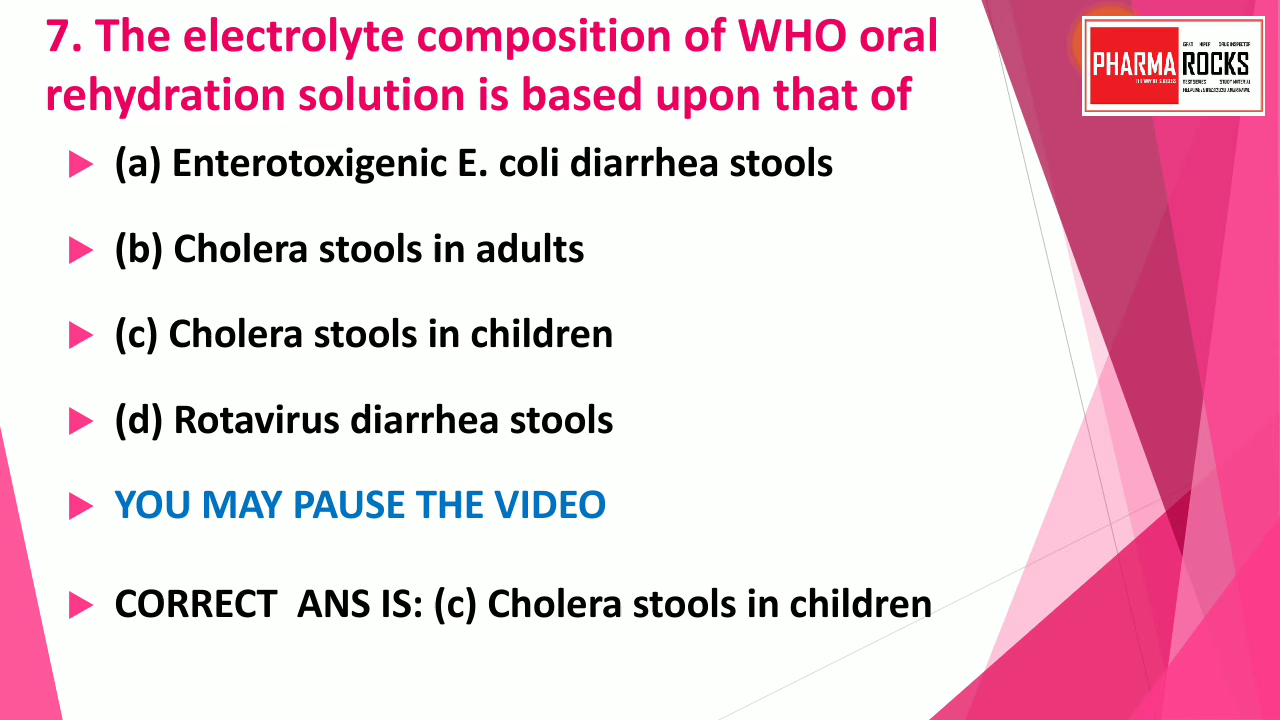 7. The electrolyte composition of WHO oral
rehydration solution is based upon that of
PHARMA ROCKS
(a) Enterotoxigenic E. coli diarrhea stools
(b) Cholera stools in adults
(c) Cholera stools in children
(d) Rotavirus diarrhea stools
YOU MAY PAUSE THE VIDEO
CORRECT ANS IS: (c) Cholera stools in children